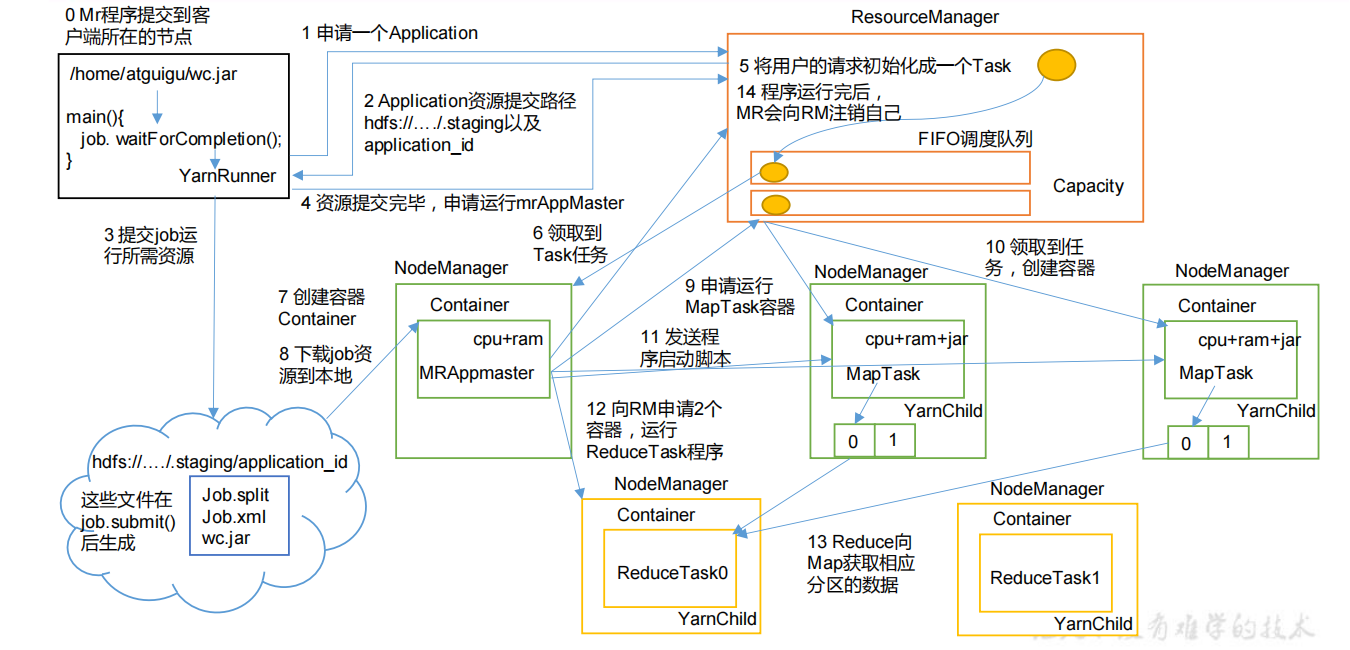 0 Mr程序提交到客
户端所在的节点
/home/atguigu/wc.jar
main(){
job. waitForCompletion();
}
YarnRunner
1 申请一个Application
2 Application资源提交路径
hdfs://…./.staging以及
application_id
4 资源提交完毕，申请运行mrAppMaster
ResourceManager
5 将用户的请求初始化成一个Task
14 程序运行完后，
MR会向RM注销自己
FIFO调度队列
Capacity
3 提交job运
行所需资源
6 领取到
Task任务
7 创建容器
Container
8 下载job资
源到本地
NodeManager
Container
cpu+ram
MRAppmaster
9 申请运行
MapTask容器
11 发送程
序启动脚本
10 领取到任
务，创建容器
NodeManager
Container
cpu+ram+jar
MapTask
YarnChild
0
1
NodeManager
Container
cpu+ram+jar
MapTask
YarnChild
0
1
12 向RM申请2个
容器，运行
ReduceTask程序
hdfs://…./.staging/application_id
这些文件在
job.submit()
后生成
Job.split
Job.xml
wc.jar
NodeManager
Container
ReduceTask0
YarnChild
13 Reduce向
Map获取相应
分区的数据
NodeManager
Container
ReduceTask1
YarnChild
有难学的技术